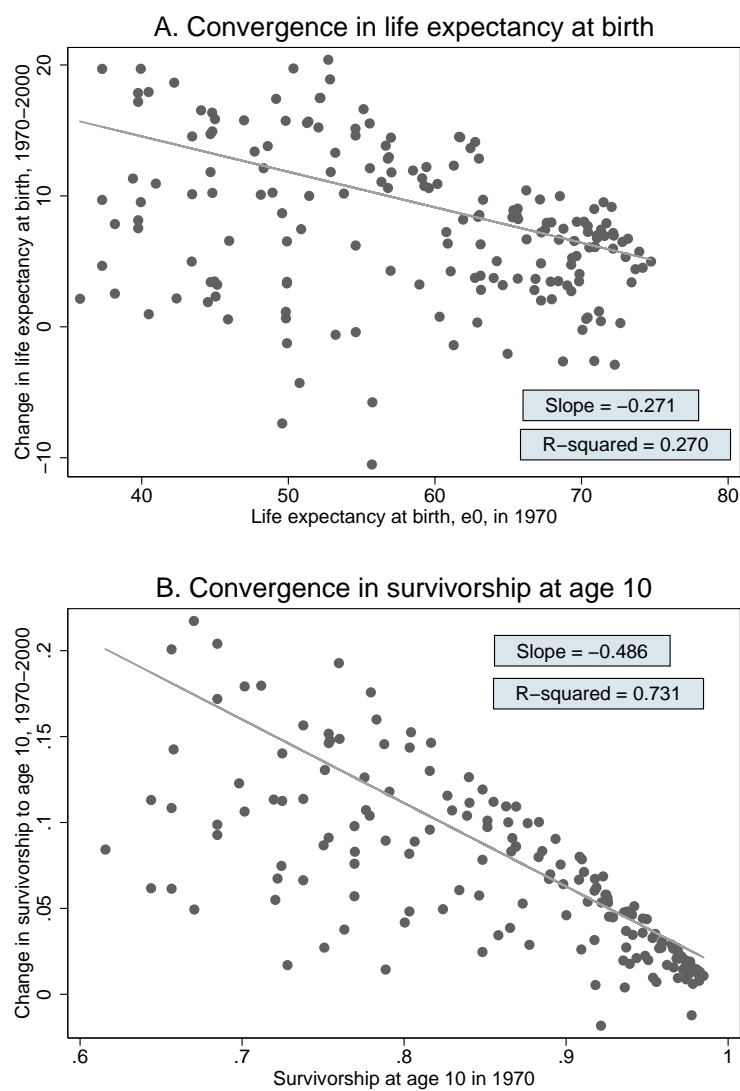 A. Convergence in life expectancy at birth
Change in life expectancy at birth, 1970−2000
20
10
0
−10
Slope = −0.271
R−squared = 0.270
40 50 60 70 80
Life expectancy at birth, e0, in 1970
B. Convergence in survivorship at age 10
Change in survivorship to age 10, 1970−2000
.2
.15
.1
.05
0
Slope = −0.486
R−squared = 0.731
.6 .7 .8 .9 1
Survivorship at age 10 in 1970